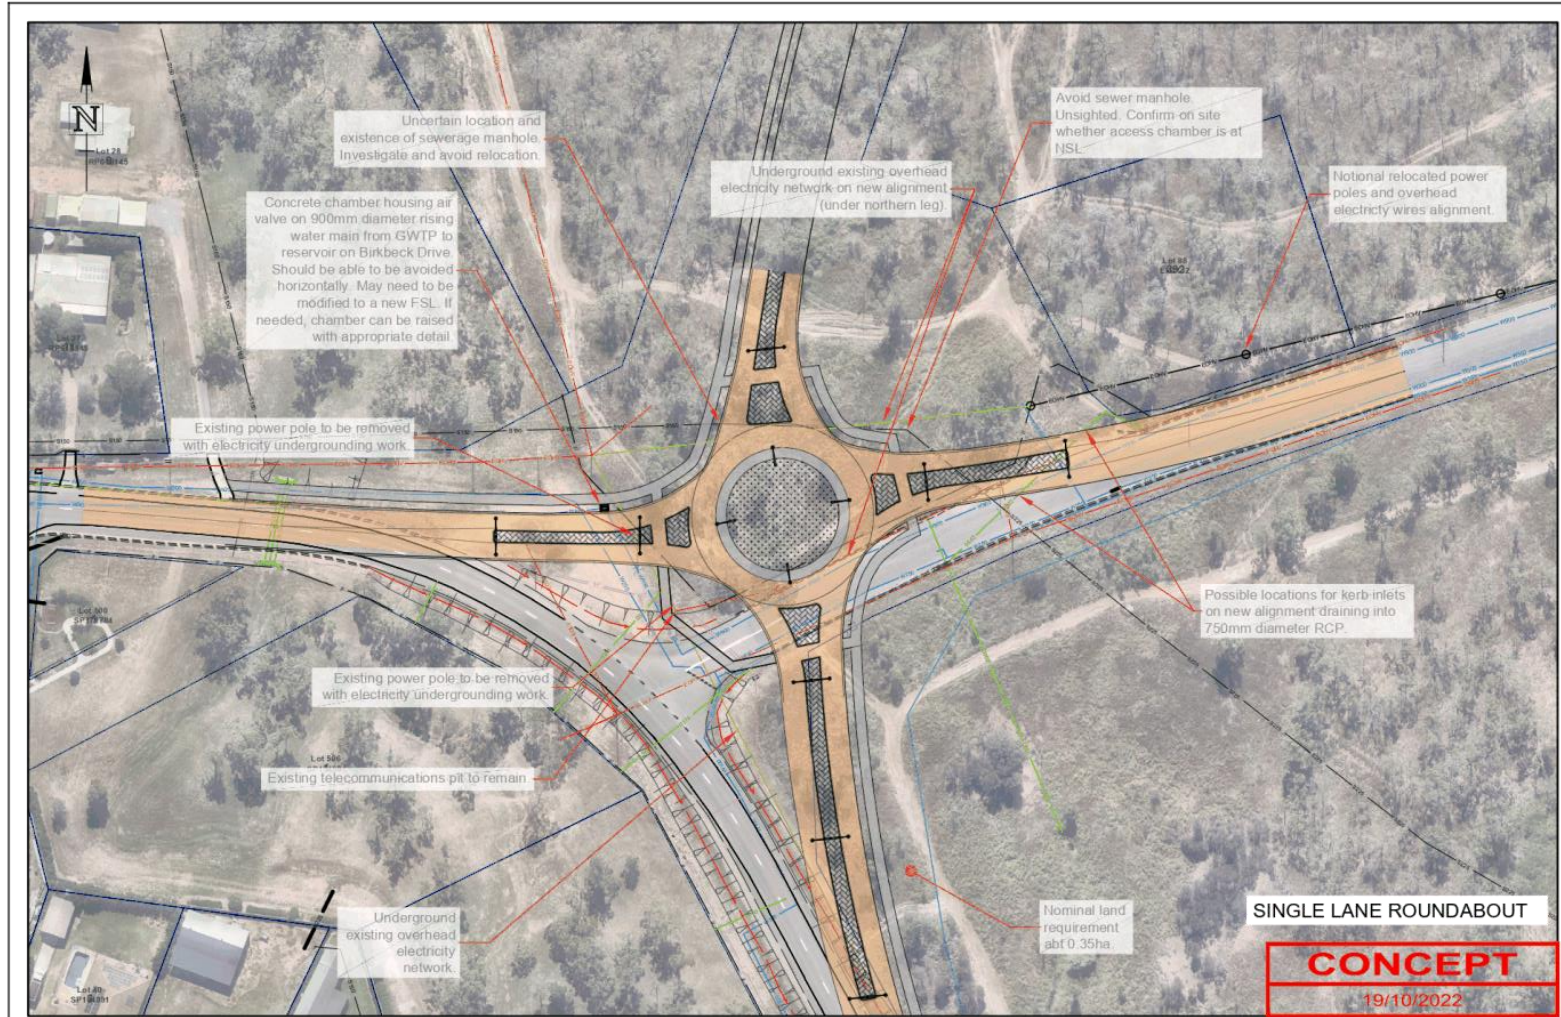 N
Lot 28
Uncertain location and
existence of sewerage manhole.
Investigate and avoid relocation.
Avoid sewer manhole.
Unsighted. Confirm on site
whether access chamber is at
NSL.
Underground existing overhead
electricity network on new alignment
(under northern leg).
Notional relocated power
poles and overhead
electricty wires alignment.
Concrete chamber housing air
valve on 900mm diameter rising
water main from GWTP to
reservoir on Birkbeck Drive.
Should be able to be avoided
horizontally. May need to be
modified to a new FSL. If
needed, chamber can be raised
with appropriate detail.
Existing power pole to be removed
with electricity undergrounding work.
Possible locations for kerb inlets
on new alignment draining into
750mm diameter RCP.
Existing power pole to be removed
with electricity undergrounding work.
Lot 506
Existing telecommunications pit to remain.
Underground
existing overhead
electricity
network.
Nominal land
requirement
abt 0.35ha.
SINGLE LANE ROUNDABOUT
CONCEPT
19/10/2022